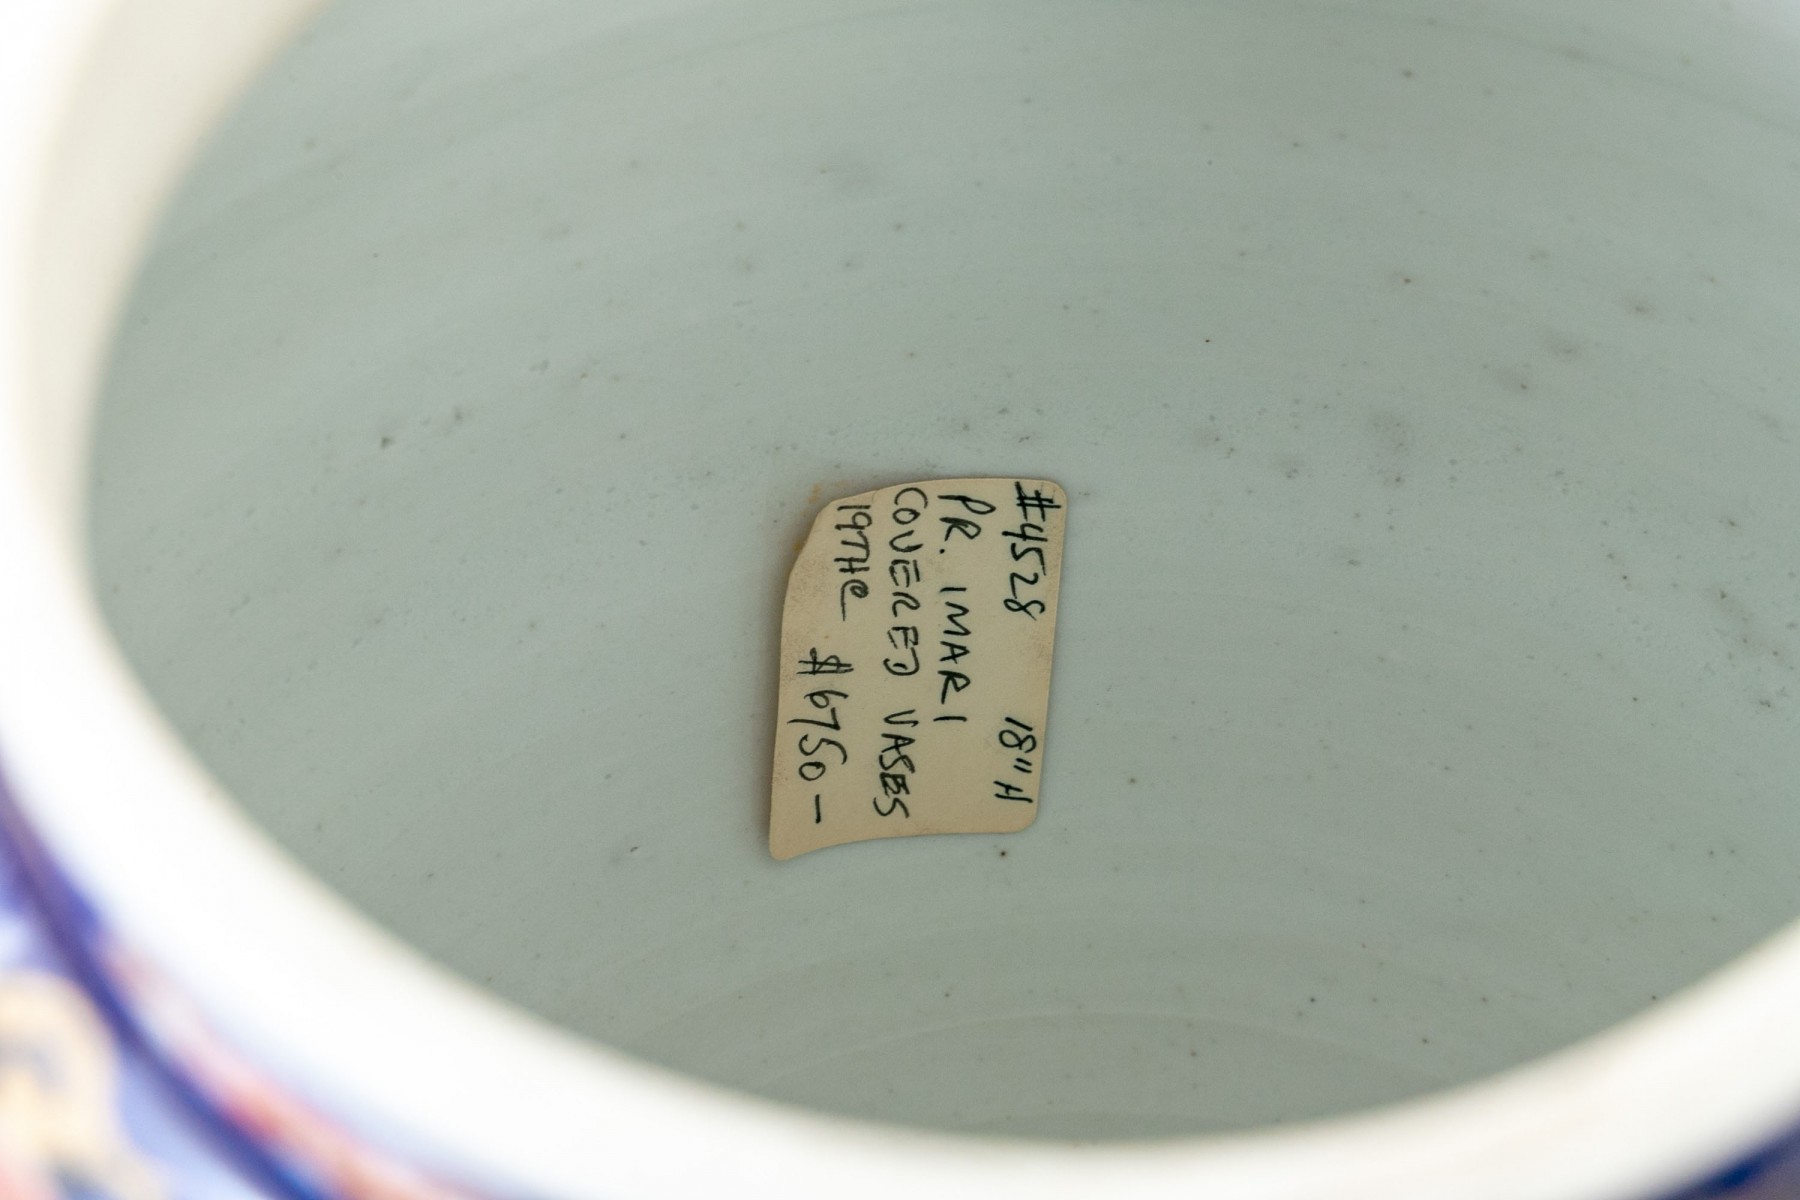 #4528 18"H
PR. IMARI
COVERED VASES
19THC $6750-